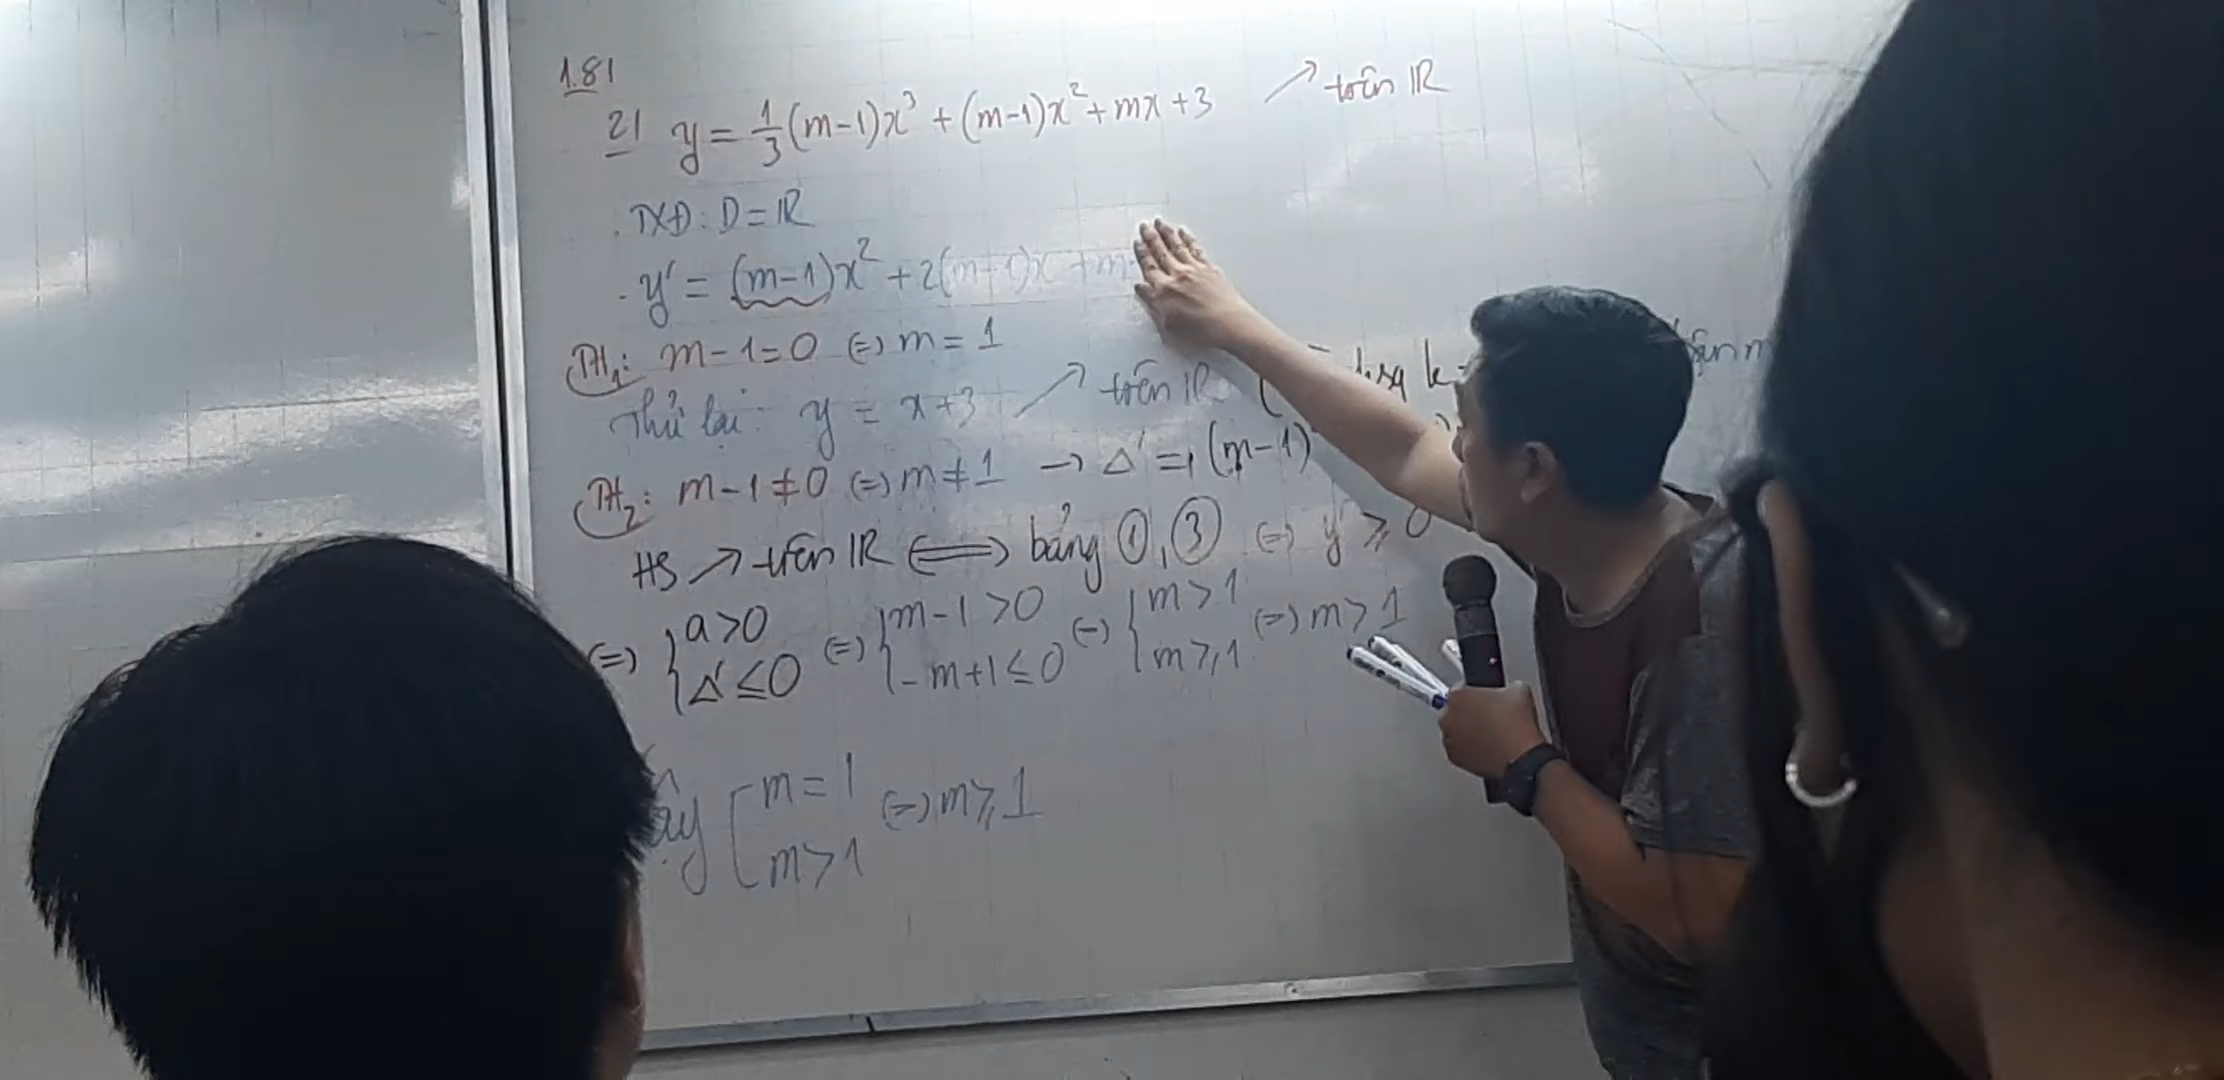 1.81
21 y = 1/3 (m-1)x³ + (m-1)x² + mx + 3 ↗ trên ℝ
. TXĐ: D = ℝ
. y' = (m-1)x² + 2(m-1)x + m
TH₁: m - 1 = 0 (=) m = 1
Thử lại: y = x+3 ↗ trên ℝ (
TH₂: m - 1 ≠ 0 (=) m ≠ 1 → Δ' = (m-1)
HS ↗ trên ℝ ⟺ bảng ①, ③ (=) y' ⩾ 0
(=) { a > 0 Δ' ≤ 0 (=) { m - 1 > 0 - m + 1 ≤ 0 (=) { m > 1 m ⩾ 1 (=) m > 1
ậy [ m = 1 m > 1 (=) m ⩾ 1